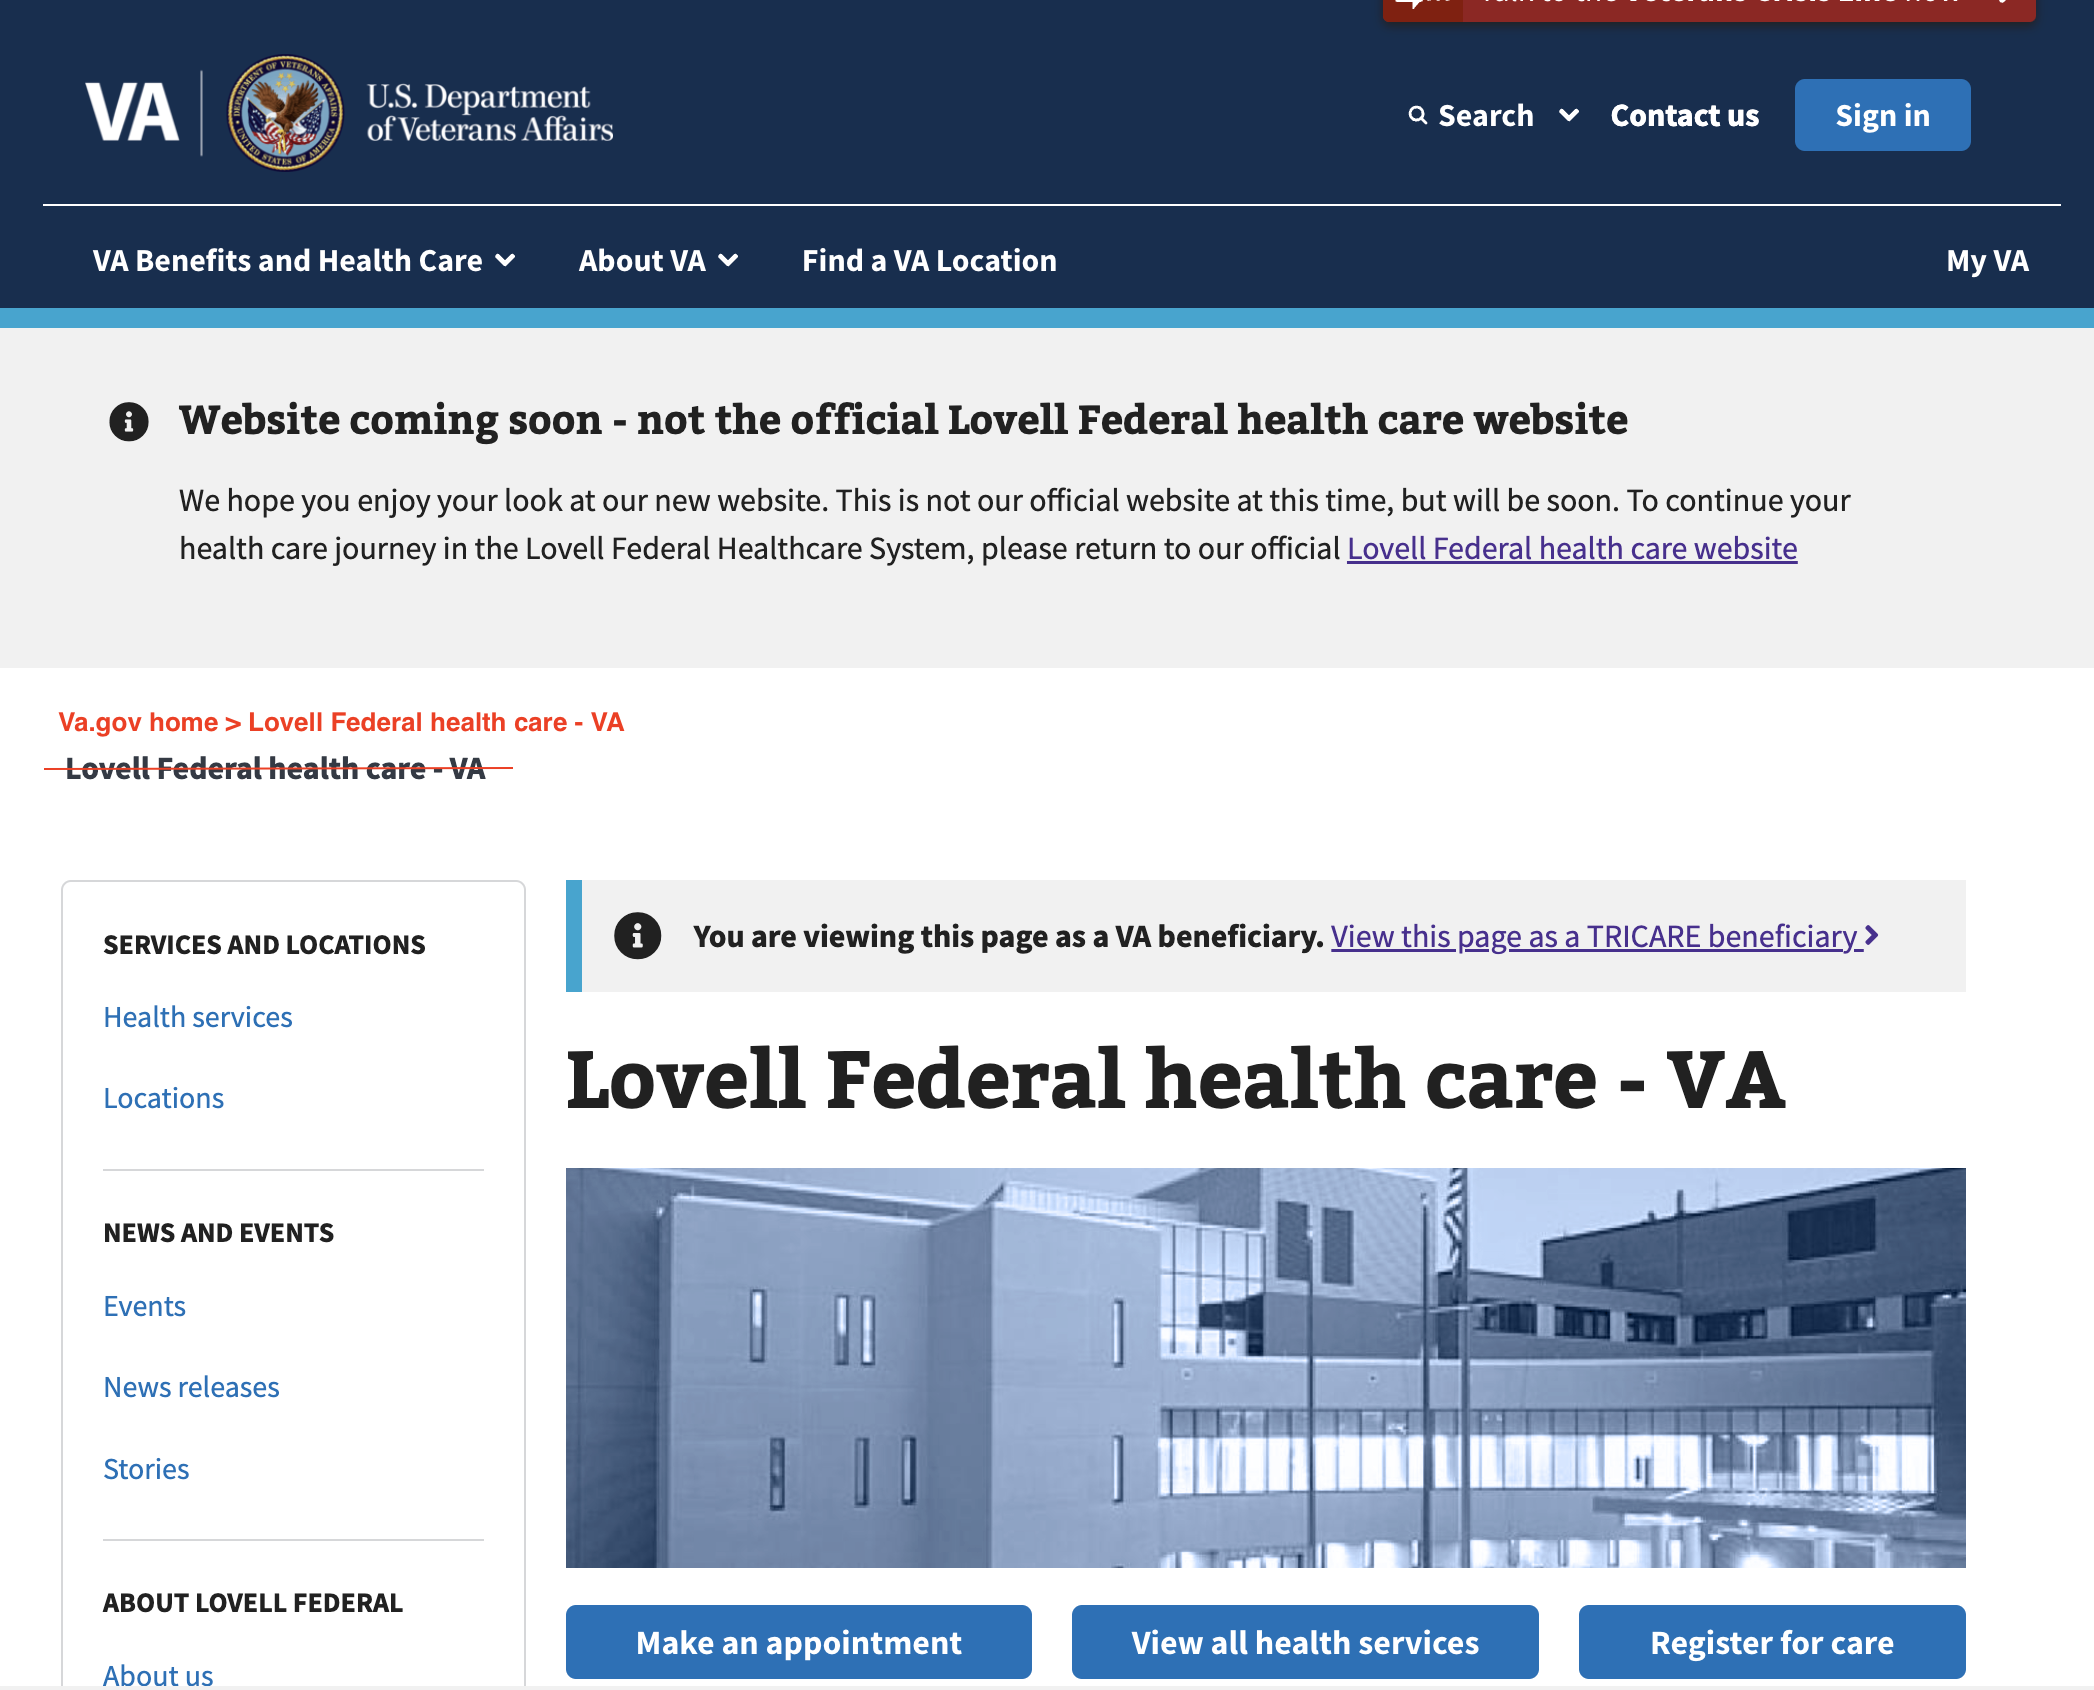 Talk to the Veterans Crisis Line now
VA
U.S. Department
of Veterans Affairs
Search
Contact us
Sign in
VA Benefits and Health Care
About VA
Find a VA Location
My VA
Website coming soon - not the official Lovell Federal health care website
We hope you enjoy your look at our new website. This is not our official website at this time, but will be soon. To continue your
health care journey in the Lovell Federal Healthcare System, please return to our official Lovell Federal health care website
Va.gov home > Lovell Federal health care - VA
Lovell Federal health care - VA
SERVICES AND LOCATIONS
Health services
Locations
NEWS AND EVENTS
Events
News releases
Stories
ABOUT LOVELL FEDERAL
About us
You are viewing this page as a VA beneficiary. View this page as a TRICARE beneficiary
Lovell Federal health care - VA
Make an appointment
View all health services
Register for care